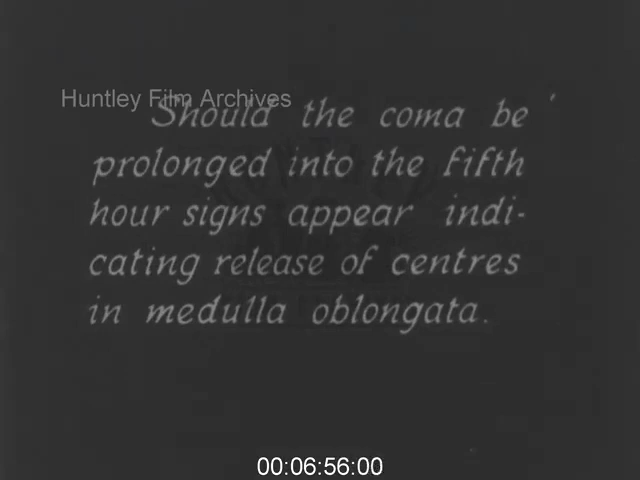 Huntley Film Archives
Should the coma be
prolonged into the fifth
hour signs appear indi-
cating release of centres
in medulla oblongata.
00:06:56:00